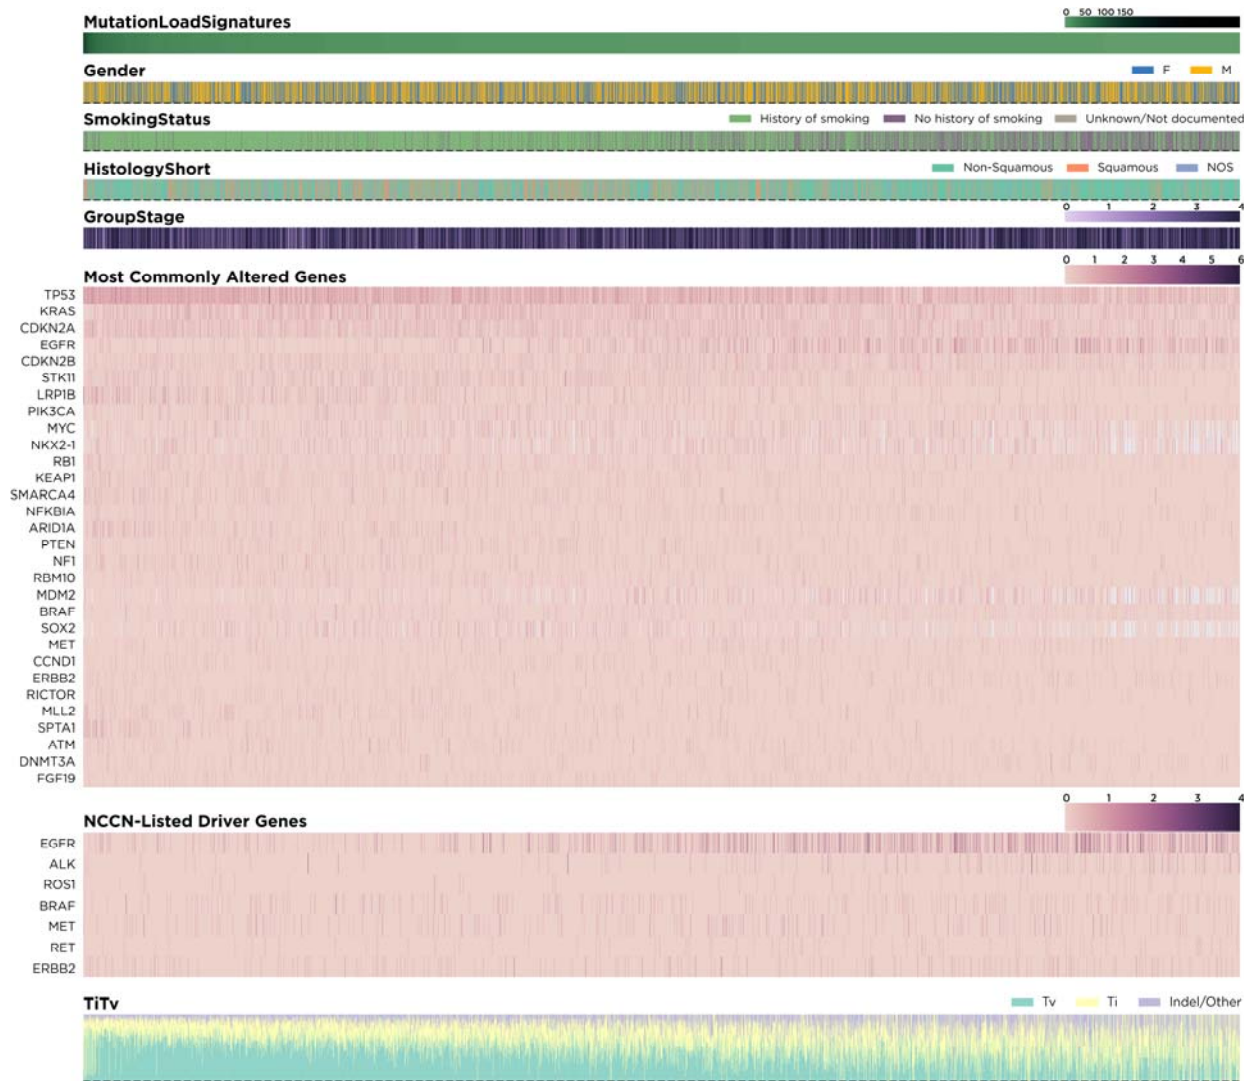 MutationLoadSignatures
0 50 100 150
Gender
F M
SmokingStatus
History of smoking No history of smoking Unknown/Not documented
HistologyShort
Non-Squamous Squamous NOS
GroupStage
0 1 2 3 4
Most Commonly Altered Genes
0 1 2 3 4 5 6
TP53
KRAS
CDKN2A
EGFR
CDKN2B
STK11
LRP1B
PIK3CA
MYC
NKX2-1
RB1
KEAP1
SMARCA4
NFKBIA
ARID1A
PTEN
NF1
RBM10
MDM2
BRAF
SOX2
MET
CCND1
ERBB2
RICTOR
MLL2
SPTA1
ATM
DNMT3A
FGF19
NCCN-Listed Driver Genes
0 1 2 3 4
EGFR
ALK
ROS1
BRAF
MET
RET
ERBB2
TiTv
Tv Ti Indel/Other